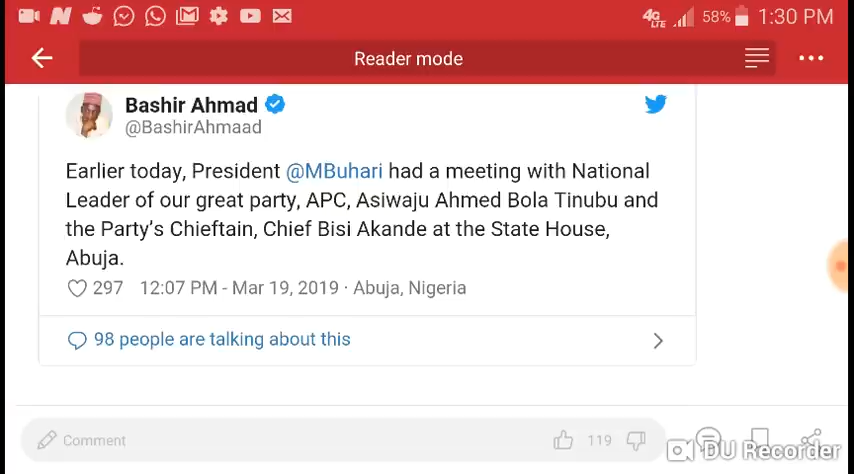 4G LTE 58% 1:30 PM
Reader mode
Bashir Ahmad
@BashirAhmaad
Earlier today, President @MBuhari had a meeting with National
Leader of our great party, APC, Asiwaju Ahmed Bola Tinubu and
the Party's Chieftain, Chief Bisi Akande at the State House,
Abuja.
297 12:07 PM - Mar 19, 2019 · Abuja, Nigeria
98 people are talking about this
Comment 119
DU Recorder